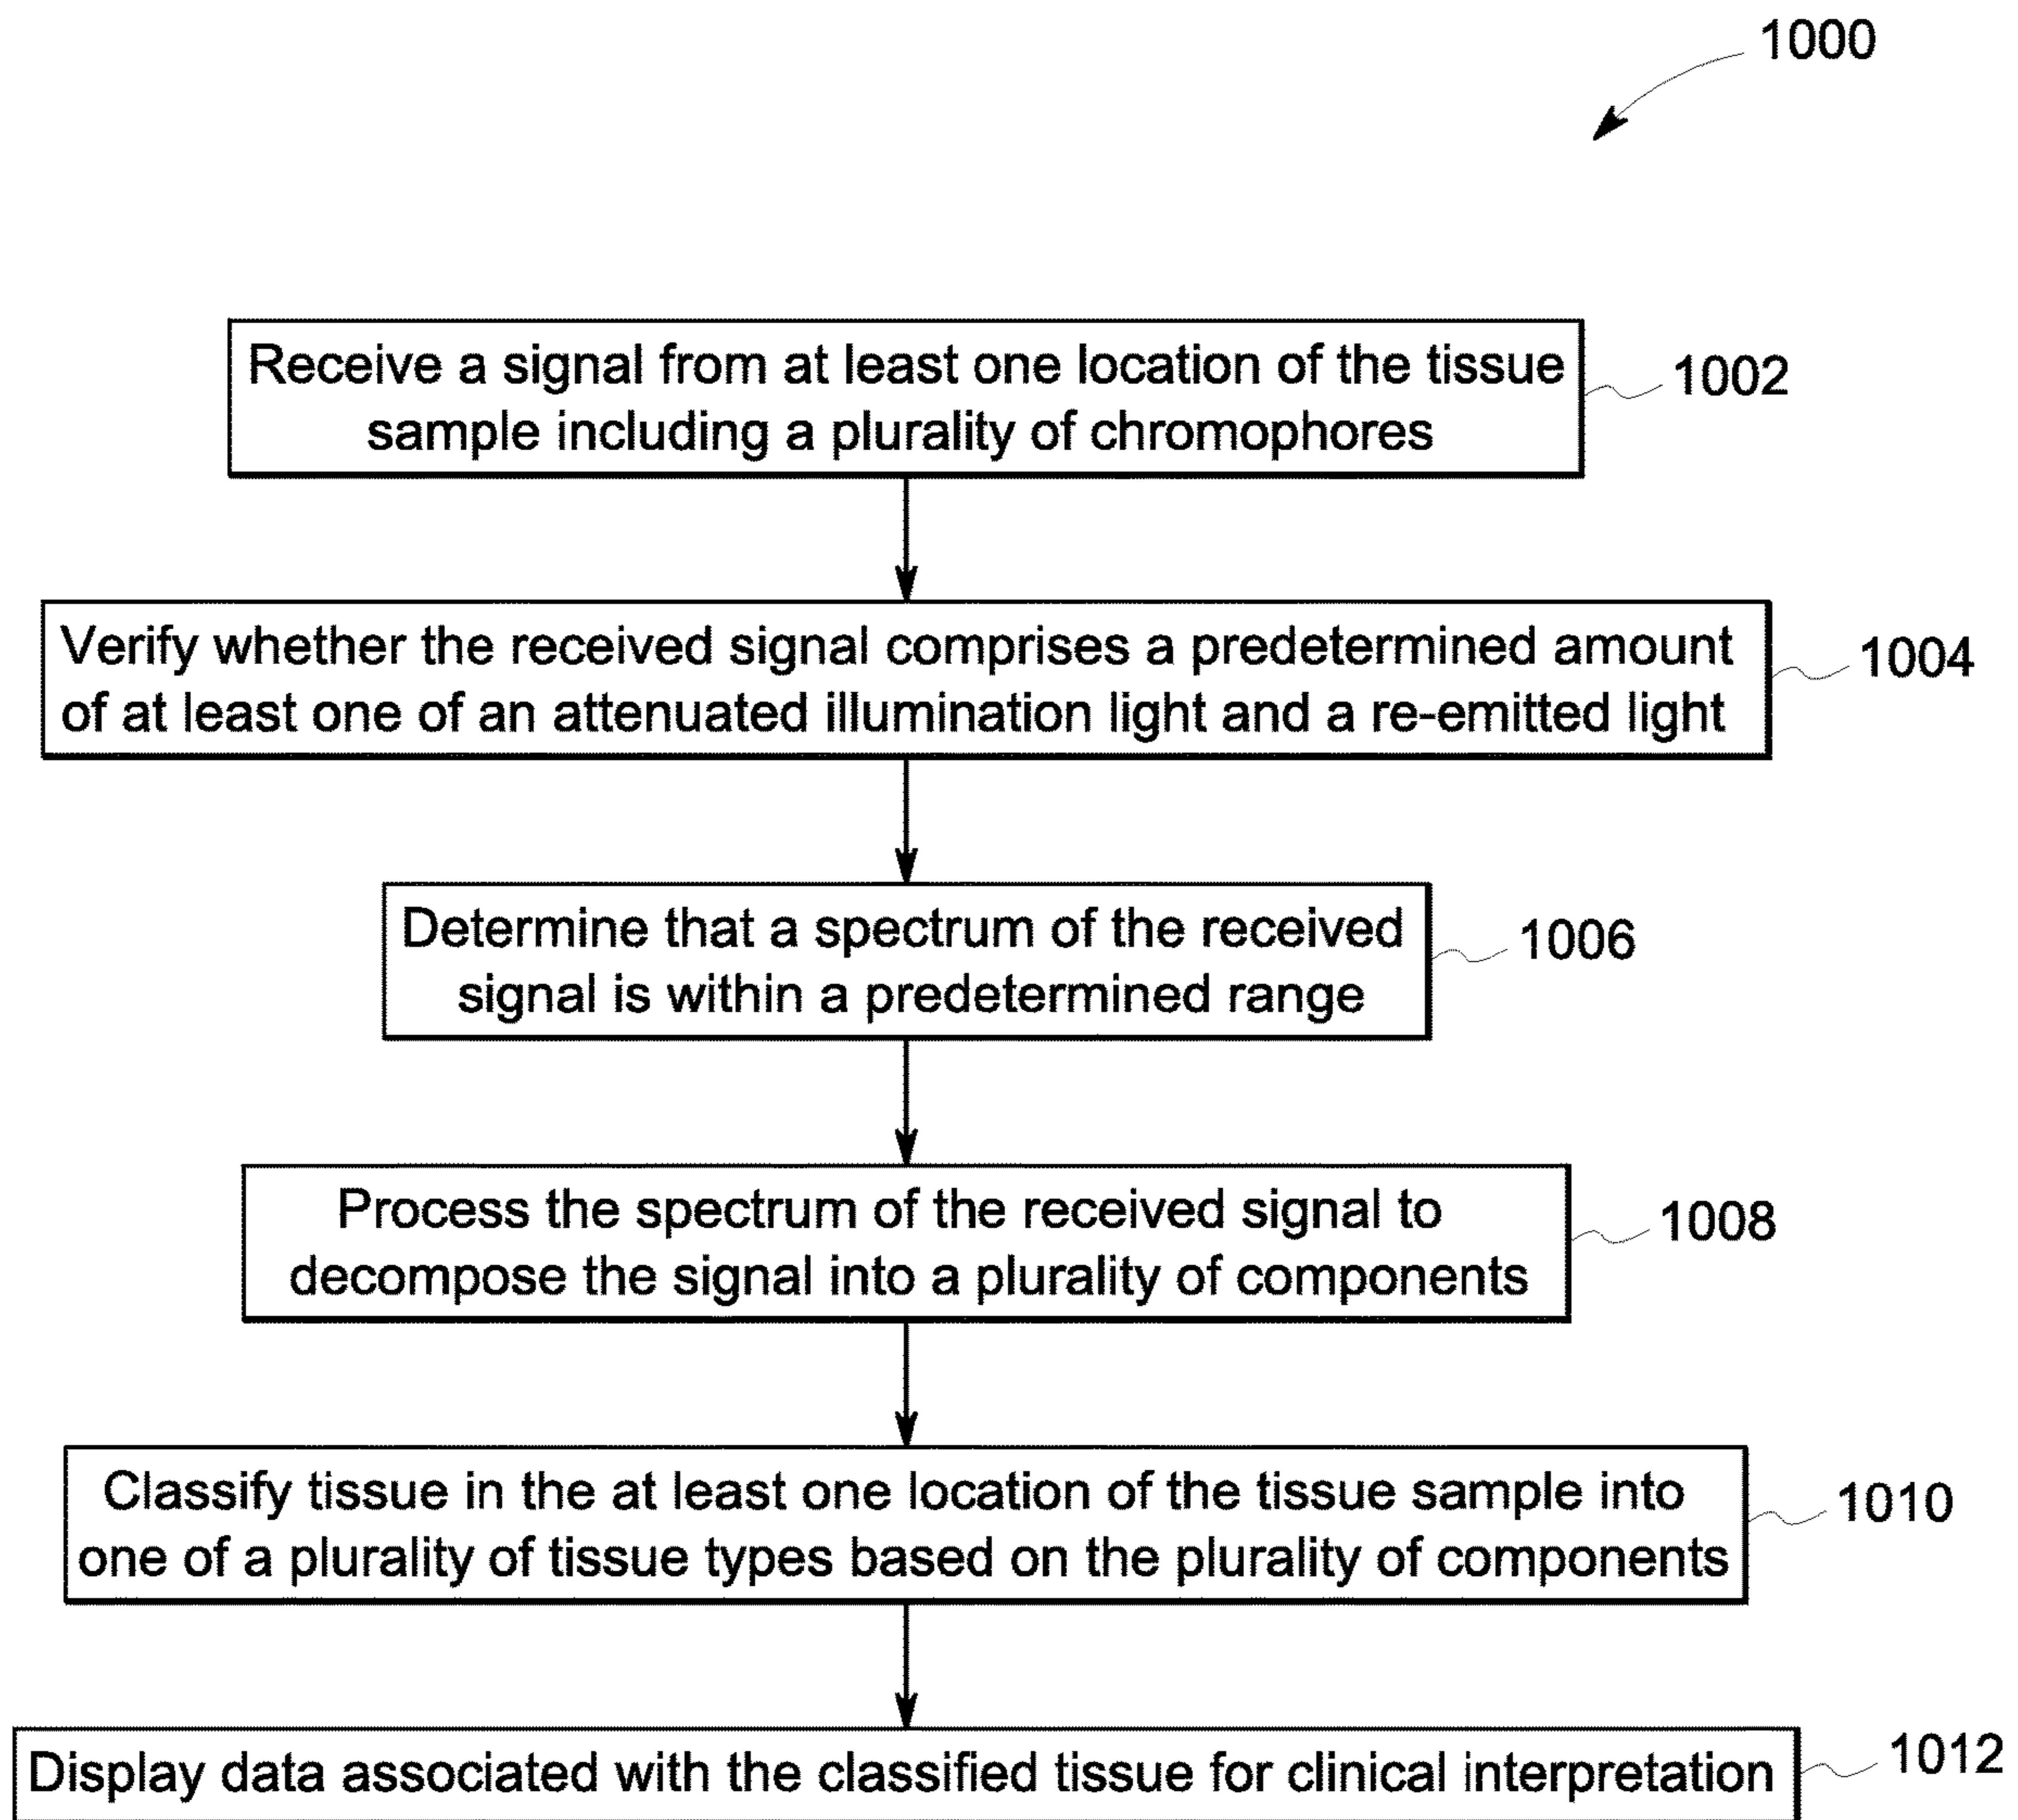 1000
Receive a signal from at least one location of the tissue
sample including a plurality of chromophores
1002
Verify whether the received signal comprises a predetermined amount
of at least one of an attenuated illumination light and a re-emitted light
1004
Determine that a spectrum of the received
signal is within a predetermined range
1006
Process the spectrum of the received signal to
decompose the signal into a plurality of components
1008
Classify tissue in the at least one location of the tissue sample into
one of a plurality of tissue types based on the plurality of components
1010
Display data associated with the classified tissue for clinical interpretation
1012